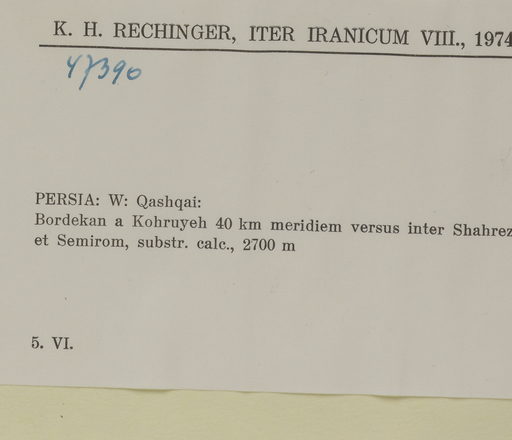 K. H. RECHINGER, ITER IRANICUM VIII., 1974
47390
PERSIA: W: Qashqai:
Bordekan a Kohruyeh 40 km meridiem versus inter Shahrez
et Semirom, substr. calc., 2700 m
5. VI.